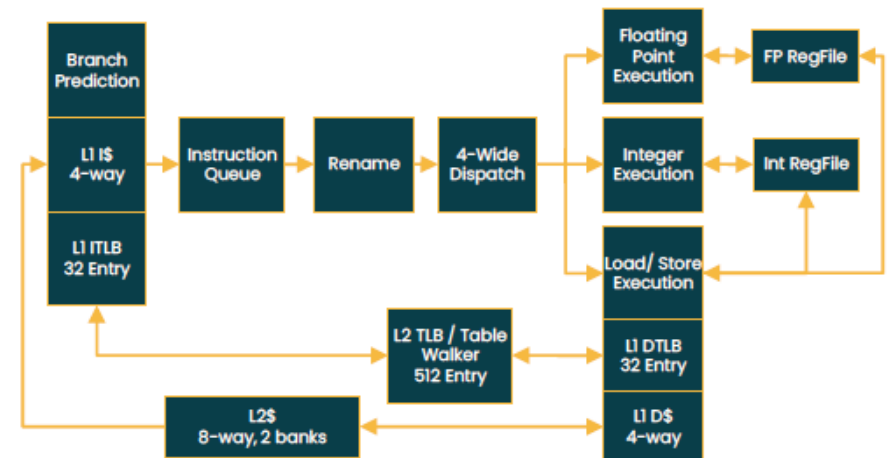 Branch
Prediction
L1 I$
4-way
L1 ITLB
32 Entry
Instruction
Queue
Rename
4-Wide
Dispatch
Floating
Point
Execution
FP RegFile
Integer
Execution
Int RegFile
Load/ Store
Execution
L1 DTLB
32 Entry
L1 D$
4-way
L2 TLB / Table
Walker
512 Entry
L2$
8-way, 2 banks